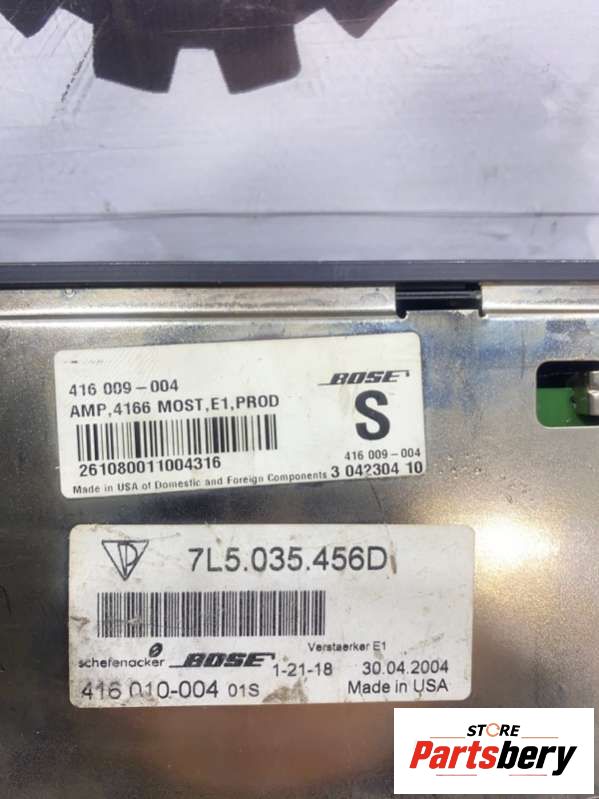 416 009-004
BOSE
AMP,4166 MOST,E1,PROD
S
261080011004316
416 009-004
Made in USA of Domestic and Foreign Components 3 042304 10
7L5.035.456D
Verstaerker E1
schefenacker BOSE 1-21-18 30.04.2004
416 010-004 01S Made in USA
STORE
Partsbery